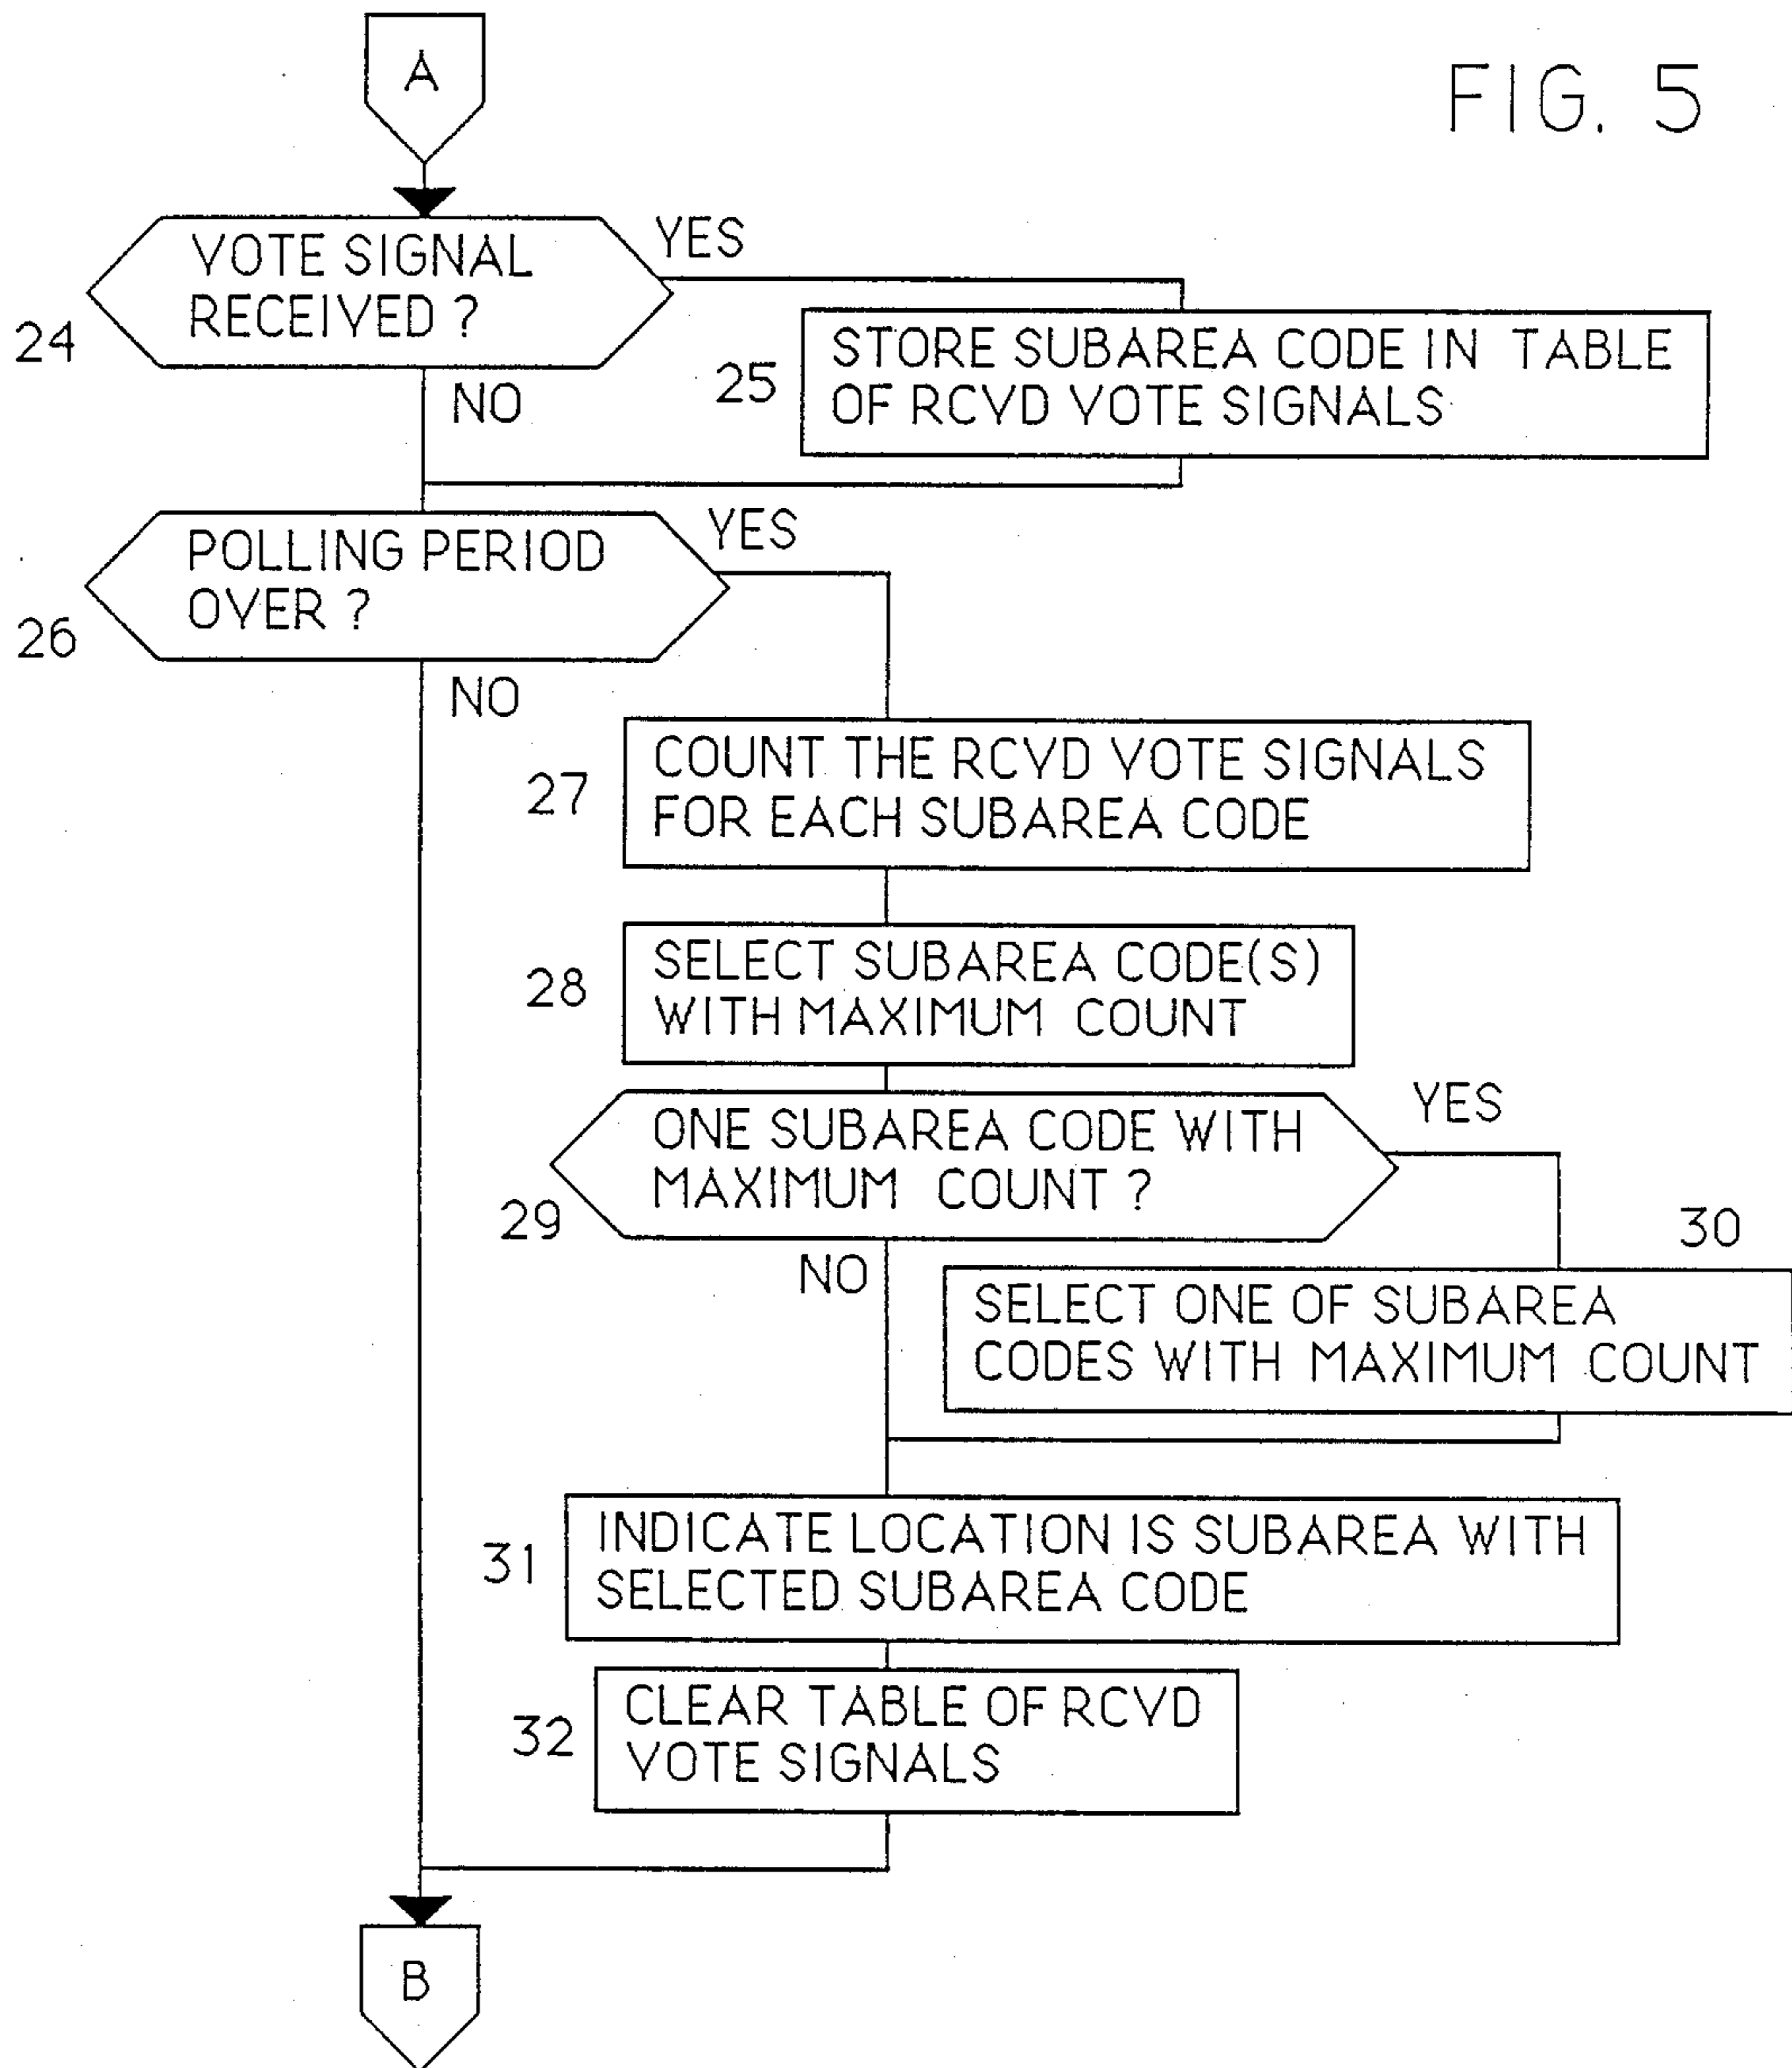 FIG. 5
A
VOTE SIGNAL
RECEIVED ?
24
YES
NO
25
STORE SUBAREA CODE IN TABLE
OF RCVD VOTE SIGNALS
POLLING PERIOD
OVER ?
26
YES
NO
27
COUNT THE RCVD VOTE SIGNALS
FOR EACH SUBAREA CODE
28
SELECT SUBAREA CODE(S)
WITH MAXIMUM COUNT
ONE SUBAREA CODE WITH
MAXIMUM COUNT ?
29
YES
NO
30
SELECT ONE OF SUBAREA
CODES WITH MAXIMUM COUNT
31
INDICATE LOCATION IS SUBAREA WITH
SELECTED SUBAREA CODE
32
CLEAR TABLE OF RCVD
VOTE SIGNALS
B